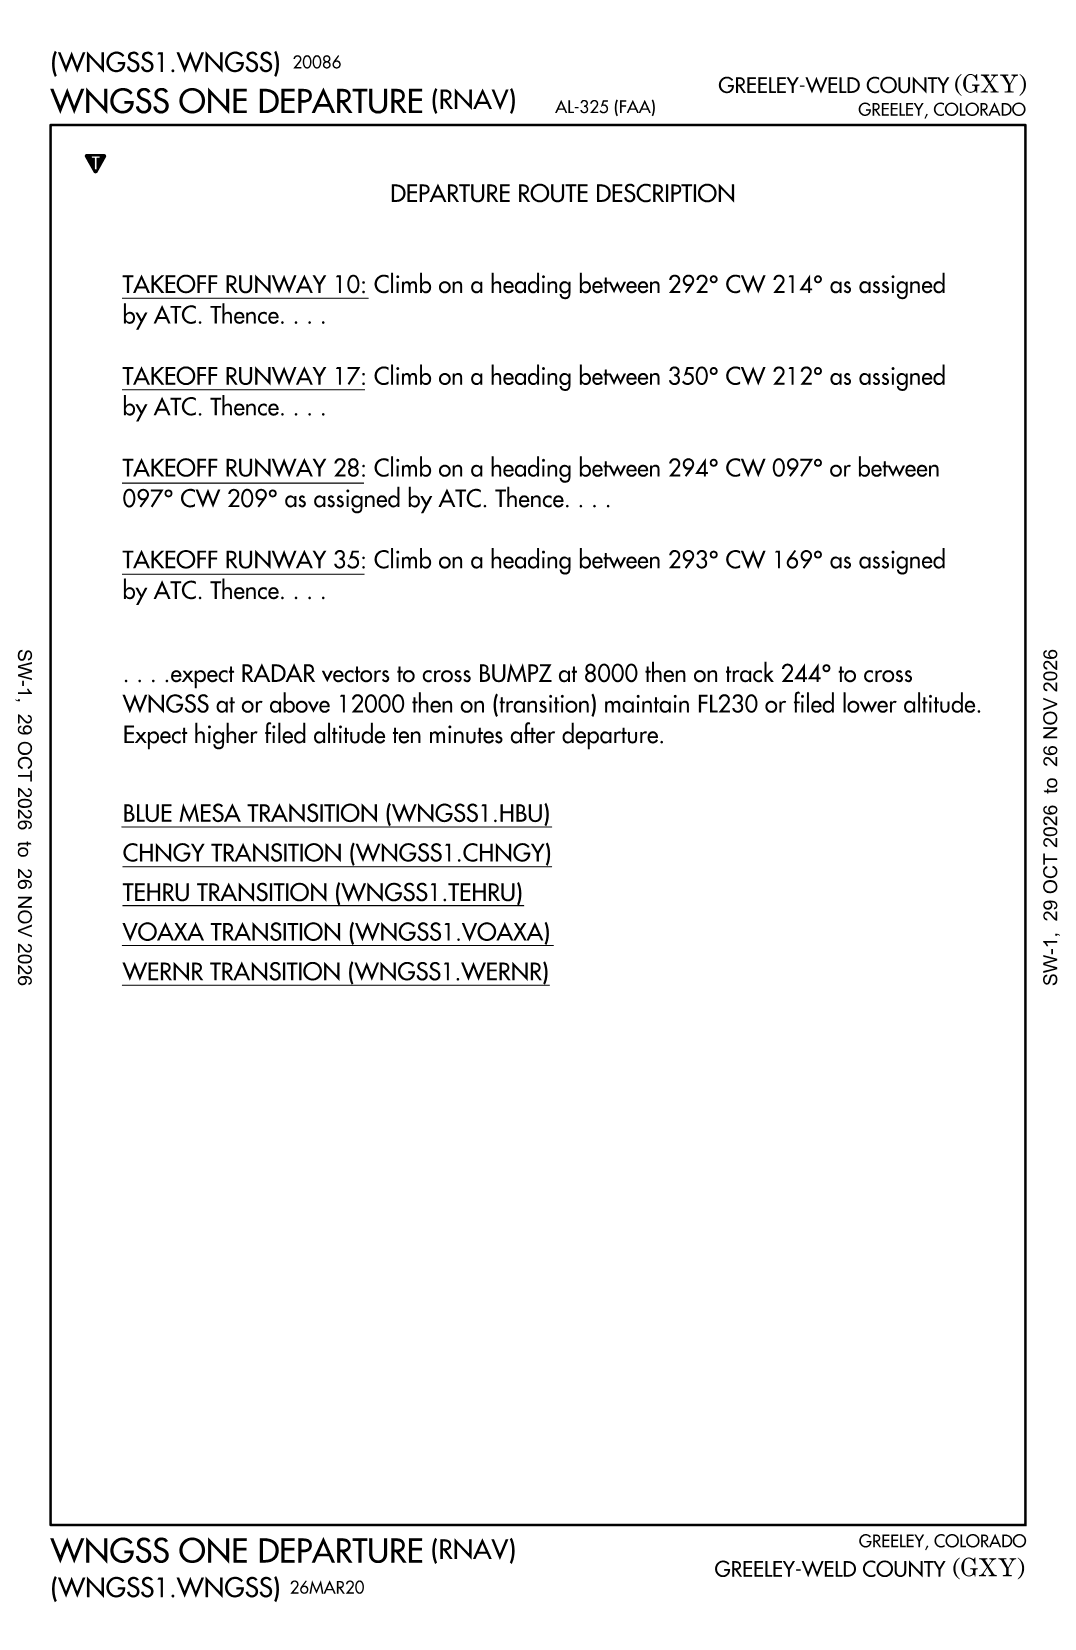 (WNGSS1.WNGSS) 20086
WNGSS ONE DEPARTURE (RNAV)
AL-325 (FAA)
GREELEY-WELD COUNTY (GXY)
GREELEY, COLORADO
T
DEPARTURE ROUTE DESCRIPTION
TAKEOFF RUNWAY 10: Climb on a heading between 292° CW 214° as assigned
by ATC. Thence. . . .
TAKEOFF RUNWAY 17: Climb on a heading between 350° CW 212° as assigned
by ATC. Thence. . . .
TAKEOFF RUNWAY 28: Climb on a heading between 294° CW 097° or between
097° CW 209° as assigned by ATC. Thence. . . .
TAKEOFF RUNWAY 35: Climb on a heading between 293° CW 169° as assigned
by ATC. Thence. . . .
. . . .expect RADAR vectors to cross BUMPZ at 8000 then on track 244° to cross
WNGSS at or above 12000 then on (transition) maintain FL230 or filed lower altitude.
Expect higher filed altitude ten minutes after departure.
BLUE MESA TRANSITION (WNGSS1.HBU)
CHNGY TRANSITION (WNGSS1.CHNGY)
TEHRU TRANSITION (WNGSS1.TEHRU)
VOAXA TRANSITION (WNGSS1.VOAXA)
WERNR TRANSITION (WNGSS1.WERNR)
SW-1, 29 OCT 2026 to 26 NOV 2026
SW-1, 29 OCT 2026 to 26 NOV 2026
WNGSS ONE DEPARTURE (RNAV)
(WNGSS1.WNGSS) 26MAR20
GREELEY, COLORADO
GREELEY-WELD COUNTY (GXY)